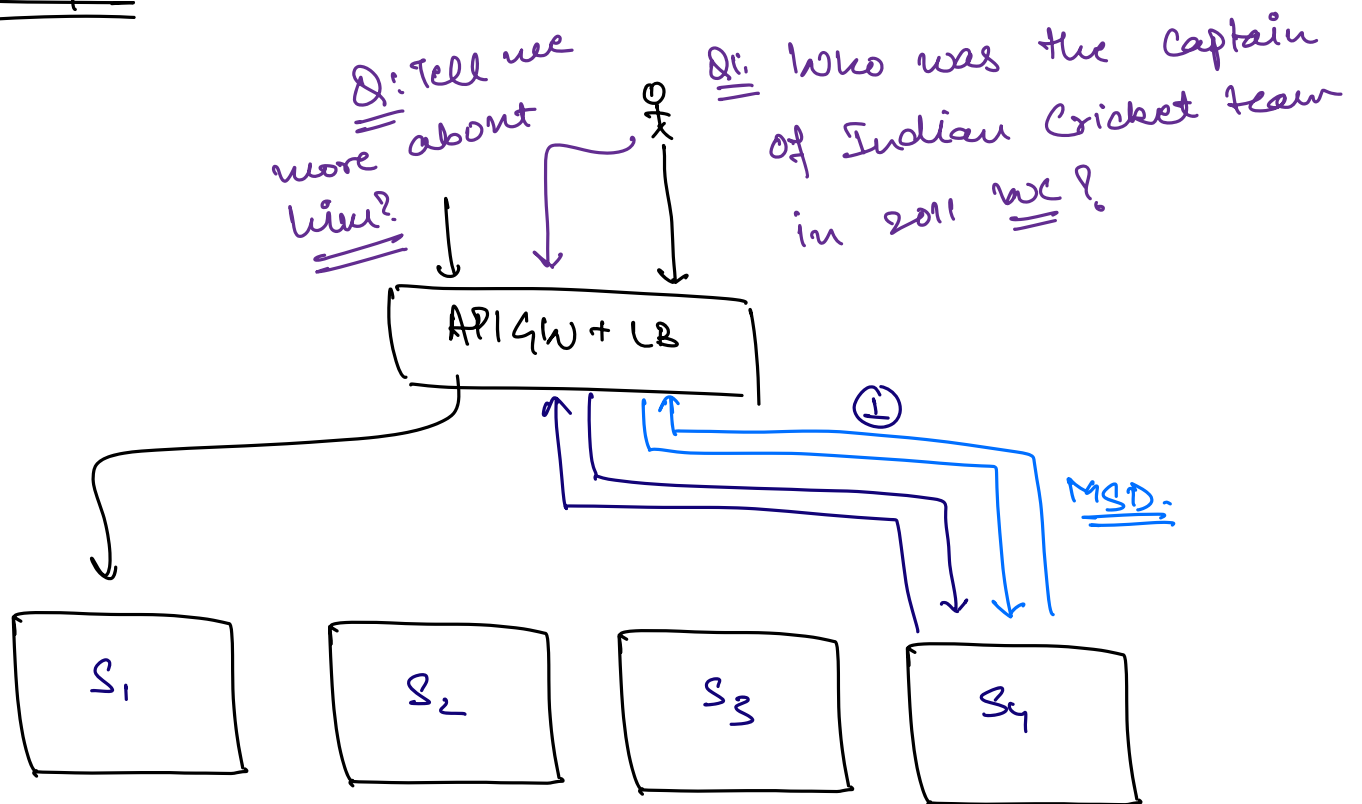 Q: Tell me
more about
him?
Q1: Who was the captain
of Indian Cricket team
in 2011 WC?
API GW + LB
1
MSD.
S1
S2
S3
S4